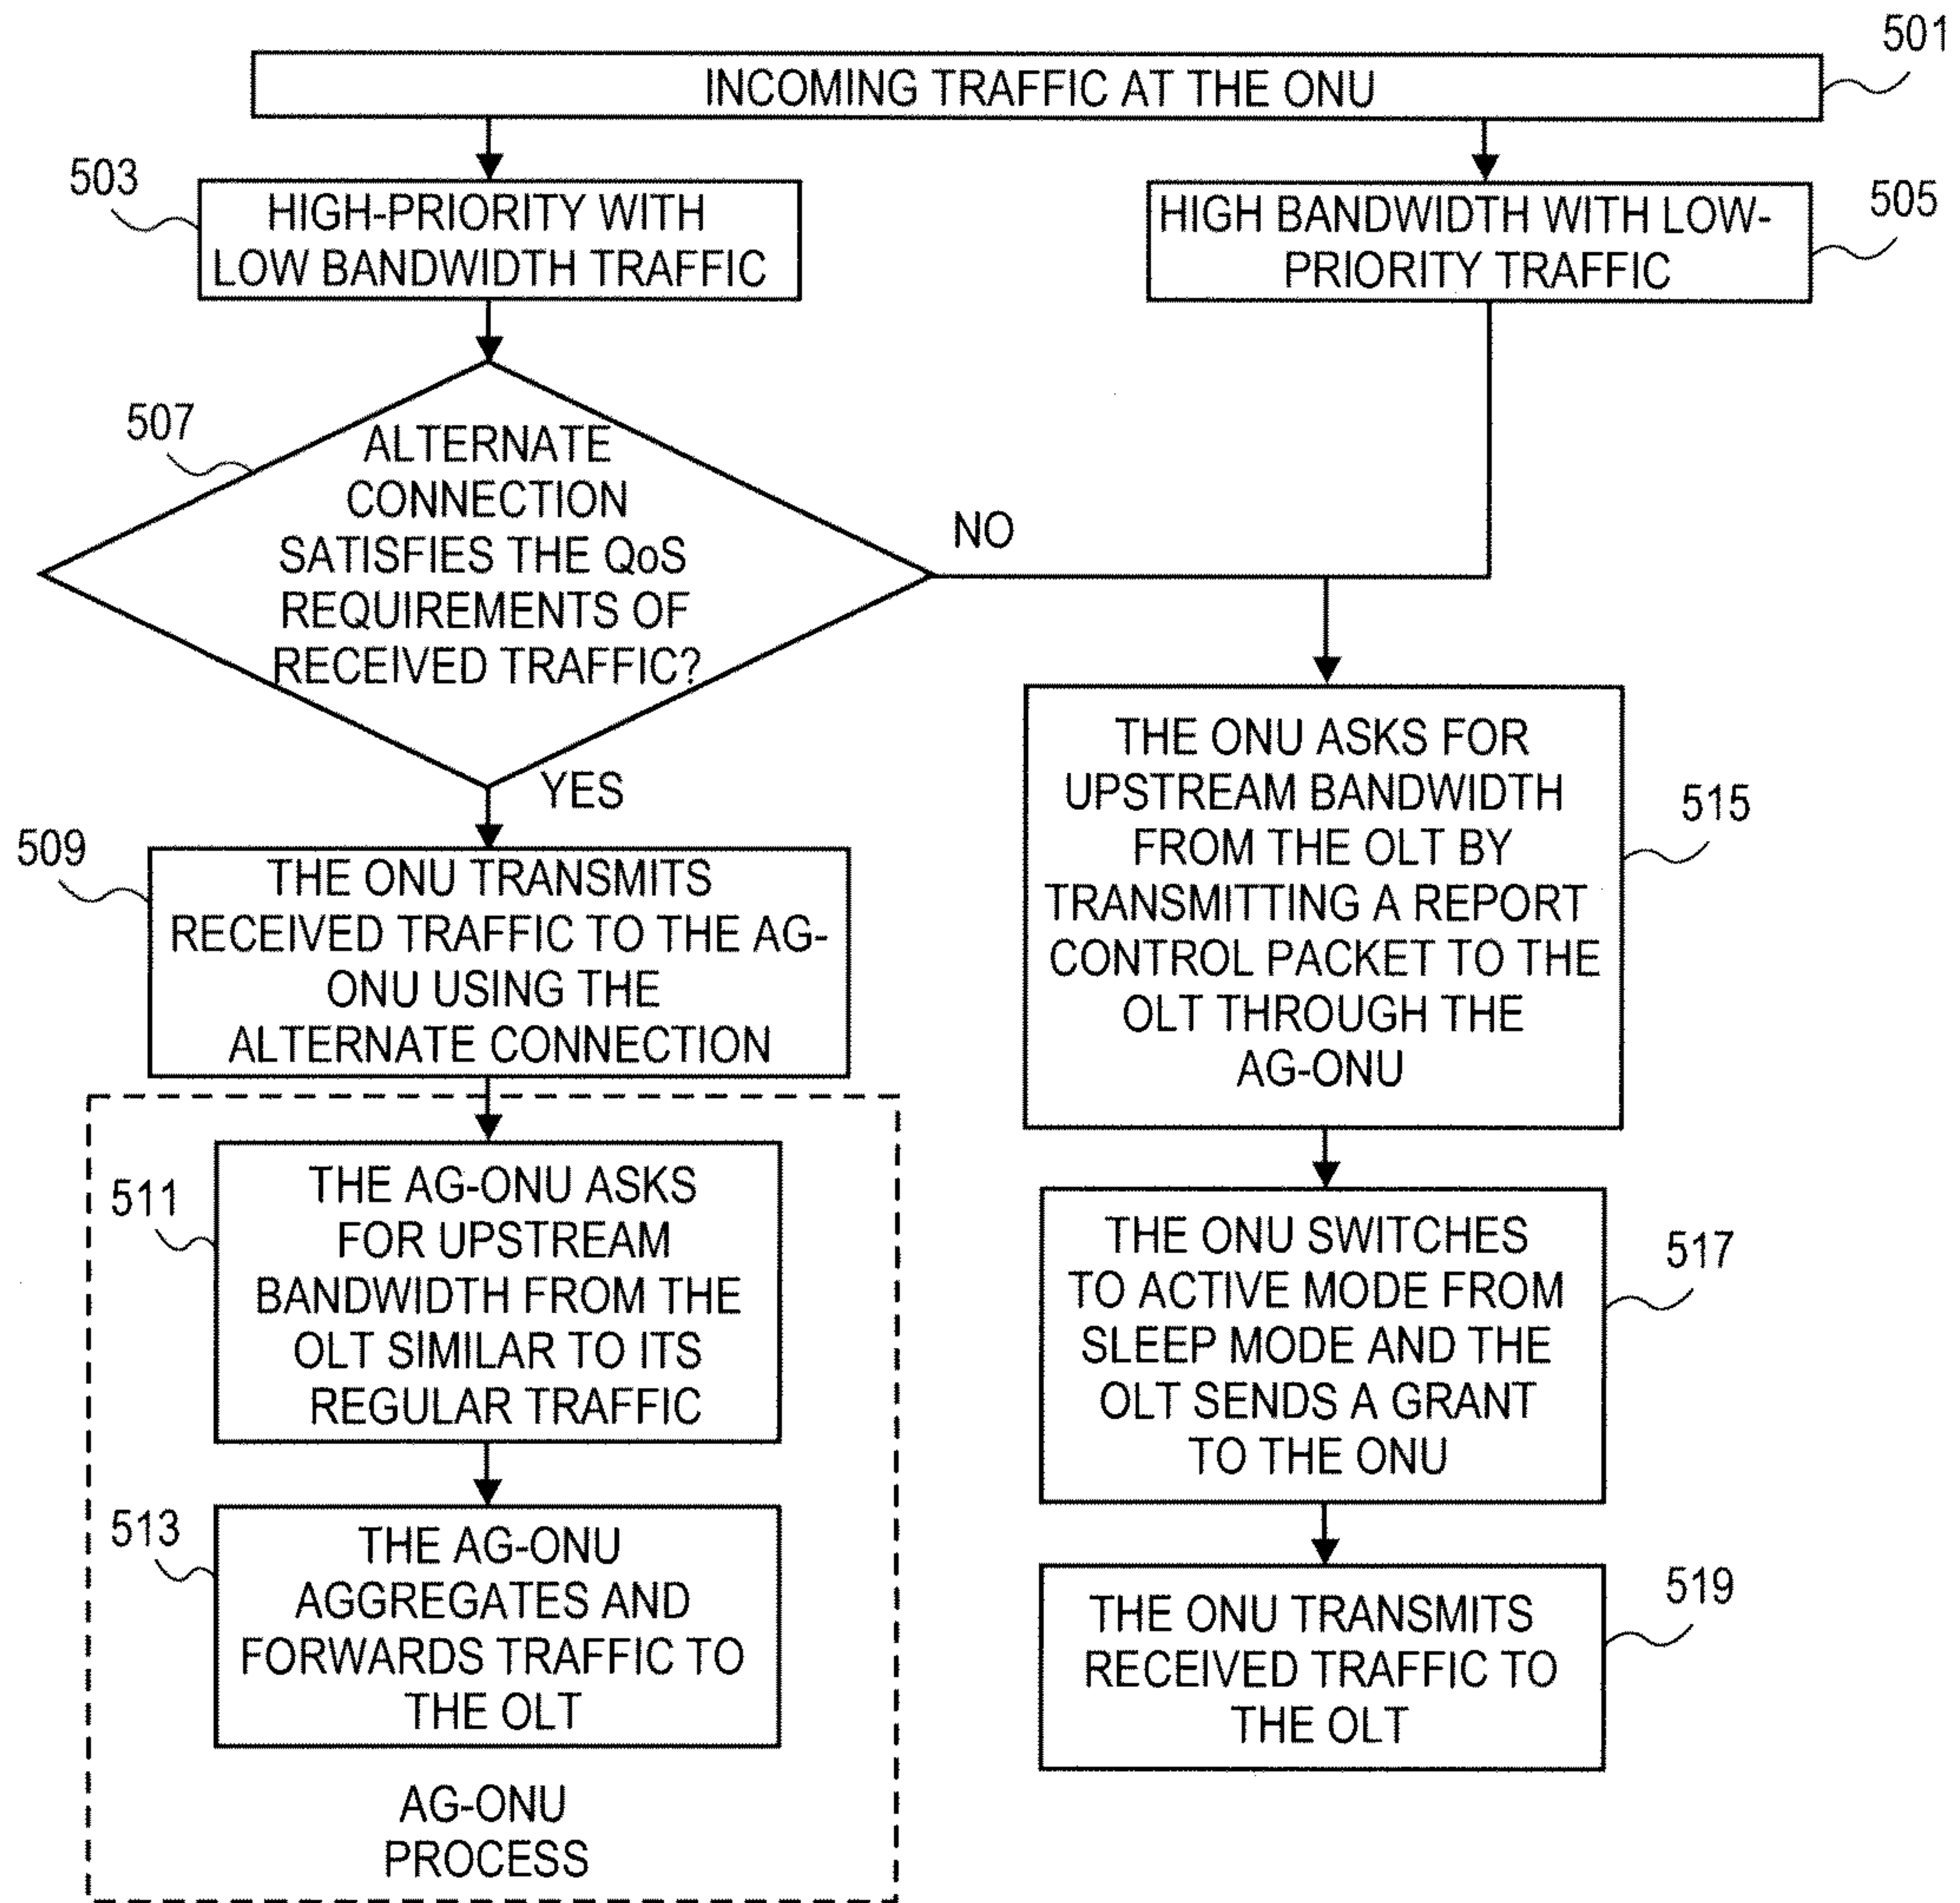 501
INCOMING TRAFFIC AT THE ONU
503
HIGH-PRIORITY WITH
LOW BANDWIDTH TRAFFIC
HIGH BANDWIDTH WITH LOW-
PRIORITY TRAFFIC
505
507
ALTERNATE
CONNECTION
SATISFIES THE QoS
REQUIREMENTS OF
RECEIVED TRAFFIC?
NO
YES
509
THE ONU TRANSMITS
RECEIVED TRAFFIC TO THE AG-
ONU USING THE
ALTERNATE CONNECTION
511
THE AG-ONU ASKS
FOR UPSTREAM
BANDWIDTH FROM THE
OLT SIMILAR TO ITS
REGULAR TRAFFIC
513
THE AG-ONU
AGGREGATES AND
FORWARDS TRAFFIC TO
THE OLT
AG-ONU
PROCESS
THE ONU ASKS FOR
UPSTREAM BANDWIDTH
FROM THE OLT BY
TRANSMITTING A REPORT
CONTROL PACKET TO THE
OLT THROUGH THE
AG-ONU
515
THE ONU SWITCHES
TO ACTIVE MODE FROM
SLEEP MODE AND THE
OLT SENDS A GRANT
TO THE ONU
517
THE ONU TRANSMITS
RECEIVED TRAFFIC TO
THE OLT
519